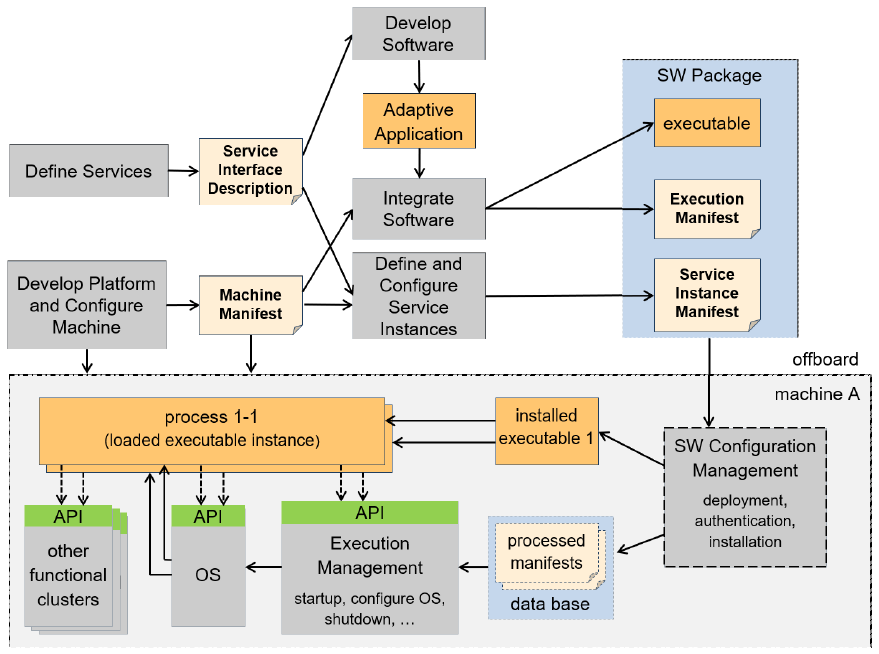 Develop
Software
SW Package
Adaptive
Application
executable
Define Services
Service
Interface
Description
Integrate
Software
Execution
Manifest
Develop Platform
and Configure
Machine
Machine
Manifest
Define and
Configure
Service
Instances
Service
Instance
Manifest
offboard
machine A
process 1-1
(loaded executable instance)
installed
executable 1
SW Configuration
Management
deployment,
authentication,
installation
API
other
functional
clusters
API
OS
API
Execution
Management
startup, configure OS,
shutdown, ...
processed
manifests
data base